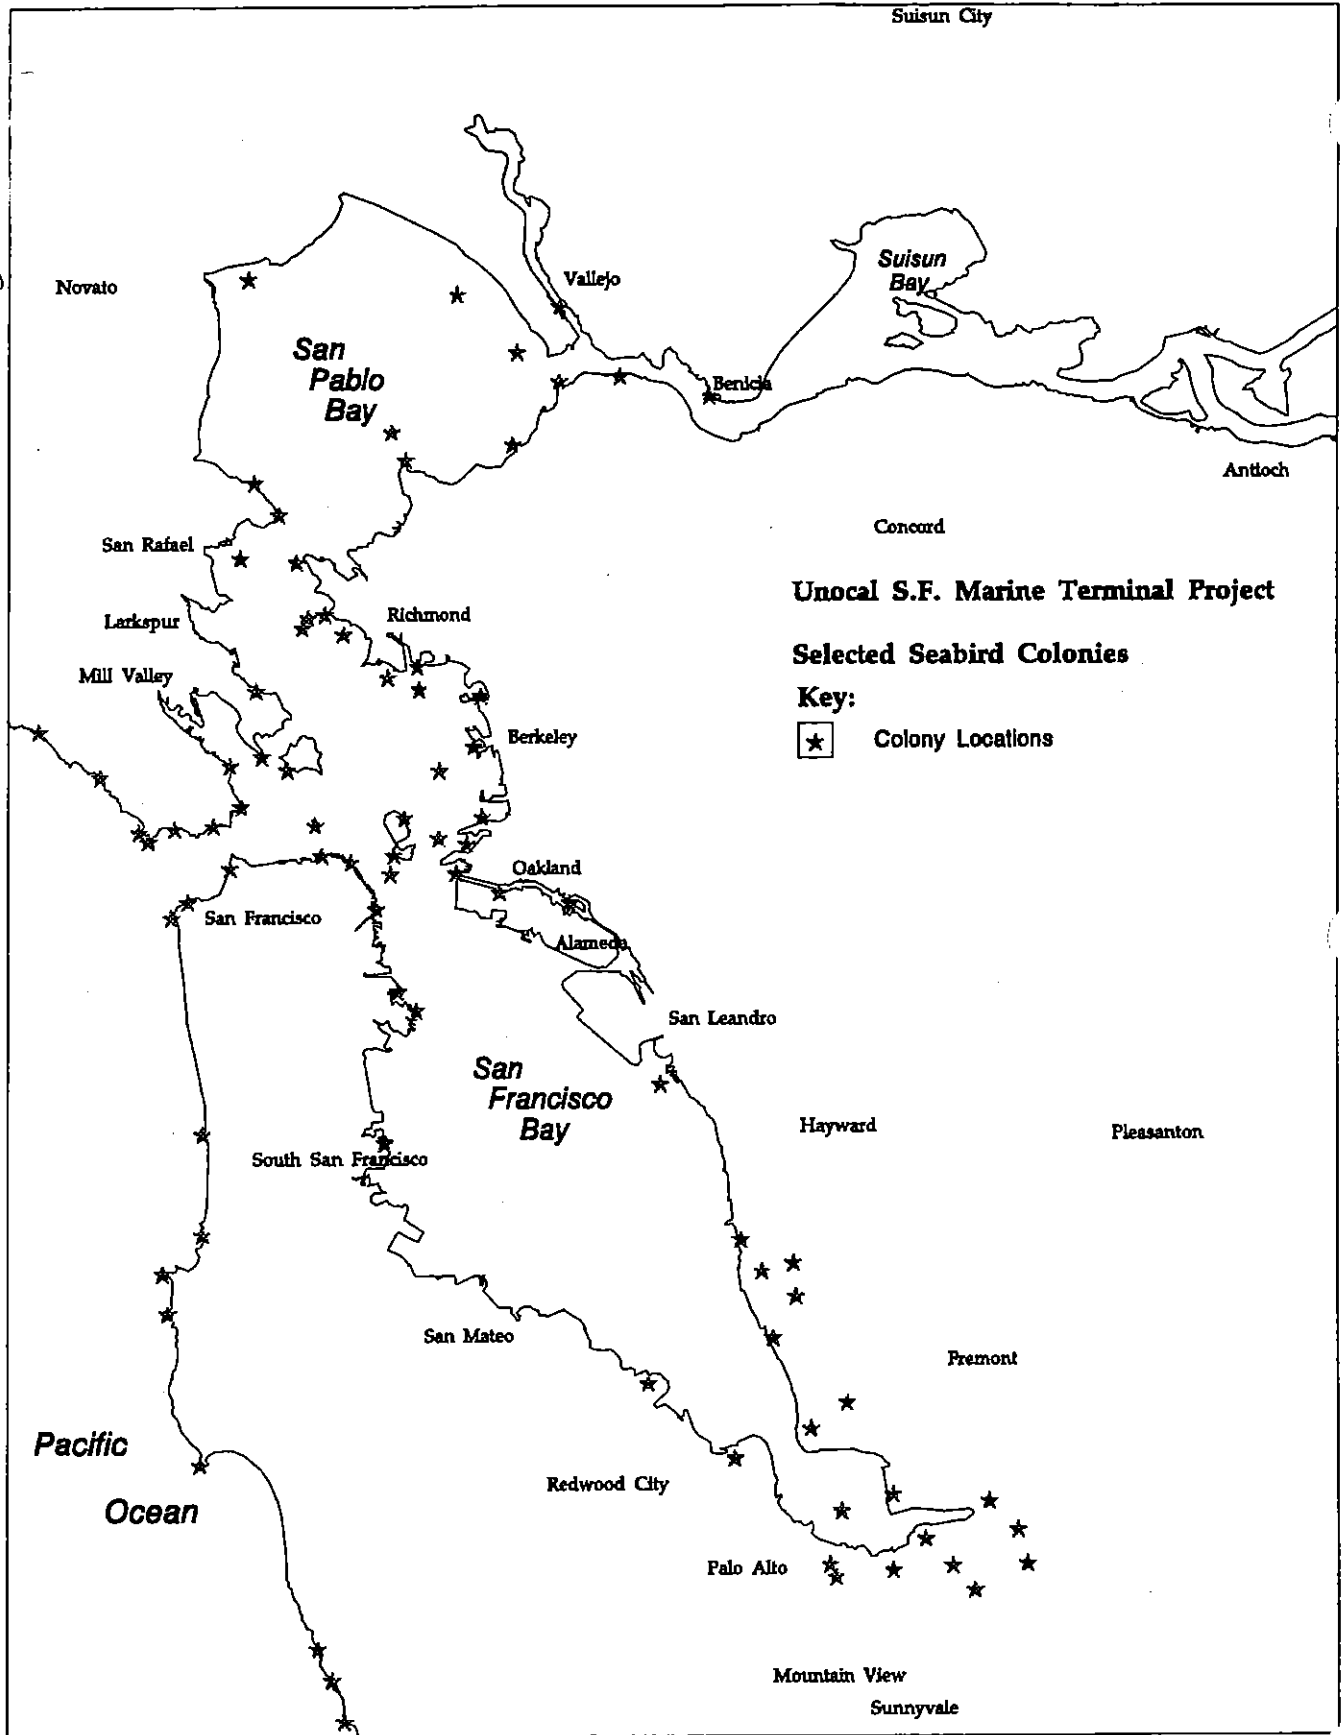 Suisun City
Novato
Vallejo
Suisun
Bay
San
Pablo
Bay
Benicia
Antioch
Concord
San Rafael
Unocal S.F. Marine Terminal Project
Larkspur
Richmond
Selected Seabird Colonies
Mill Valley
Key:
Berkeley
Colony Locations
Oakland
San Francisco
Alameda
San Leandro
San
Francisco
Bay
Hayward
Pleasanton
South San Francisco
San Mateo
Fremont
Pacific
Ocean
Redwood City
Palo Alto
Mountain View
Sunnyvale